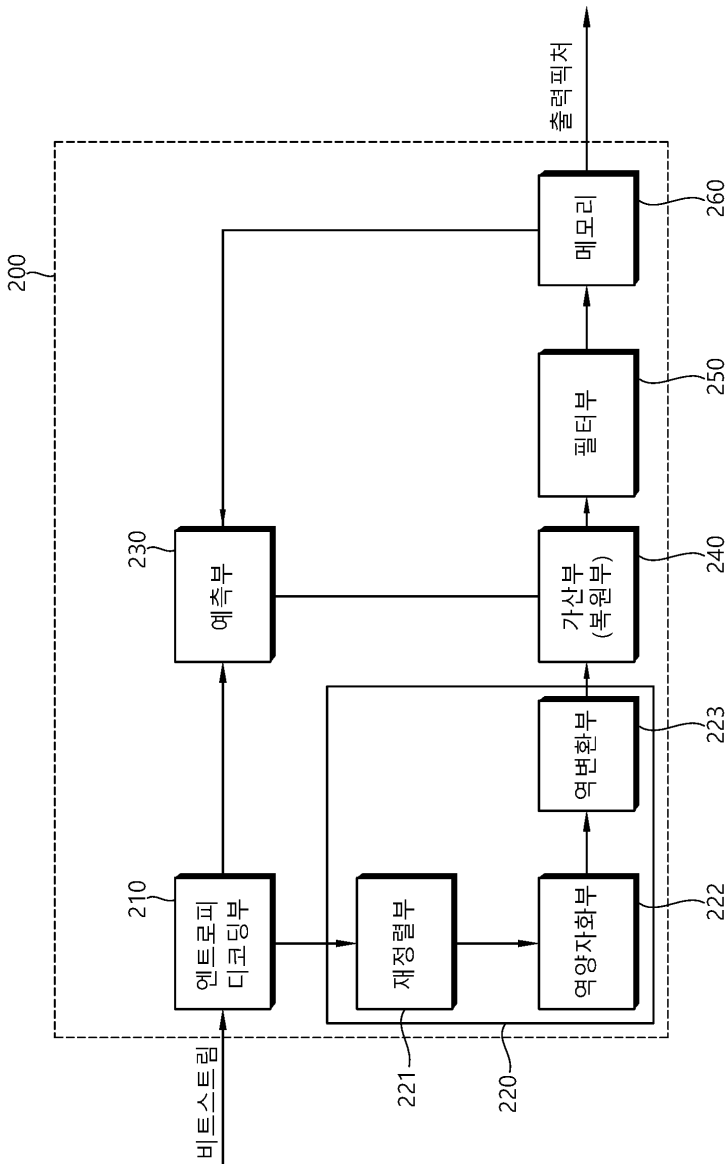 200
비트스트림
210
엔트로피
디코딩부
230
예측부
출력픽처
221
재정렬부
220
222
역양자화부
223
역변환부
240
가산부
(복원부)
250
필터부
260
메모리